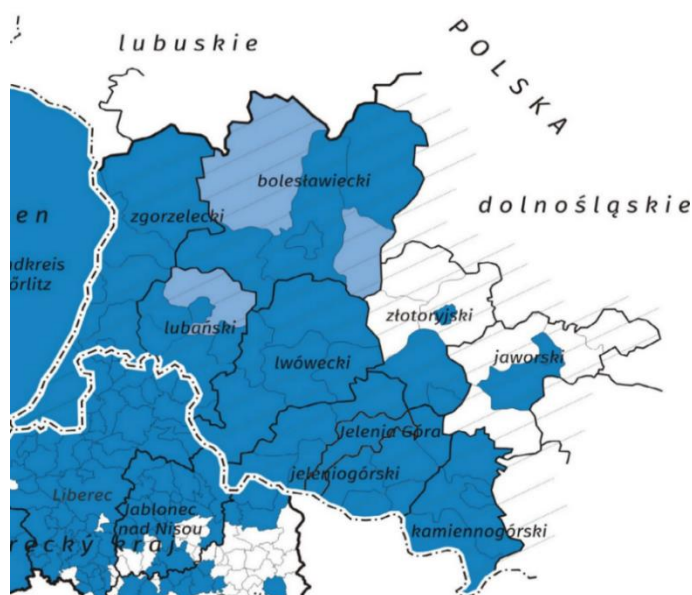 lubuskie
POLSKA
bolesławiecki
zgorzelecki
dolnośląskie
en
ndkreis
örlitz
złotoryjski
lubański
lwówecki
jaworski
Jelenia Góra
jeleniogórski
Liberec
Jablonec
nad Nisou
recký kraj
kamiennogórski